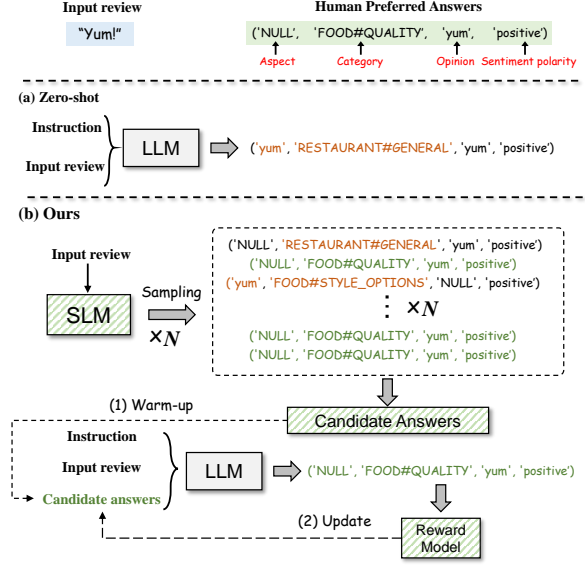 Input review
Human Preferred Answers
"Yum!"
('NULL', 'FOOD#QUALITY', 'yum', 'positive')
Aspect
Category
Opinion
Sentiment polarity
(a) Zero-shot
Instruction
Input review
LLM
('yum', 'RESTAURANT#GENERAL', 'yum', 'positive')
(b) Ours
Input review
SLM
Sampling
×N
('NULL', 'RESTAURANT#GENERAL', 'yum', 'positive')
('NULL', 'FOOD#QUALITY', 'yum', 'positive')
('yum', 'FOOD#STYLE_OPTIONS', 'NULL', 'positive')
⋮ ×N
('NULL', 'FOOD#QUALITY', 'yum', 'positive')
('NULL', 'FOOD#QUALITY', 'yum', 'positive')
(1) Warm-up
Candidate Answers
Instruction
Input review
Candidate answers
LLM
('NULL', 'FOOD#QUALITY', 'yum', 'positive')
(2) Update
Reward
Model